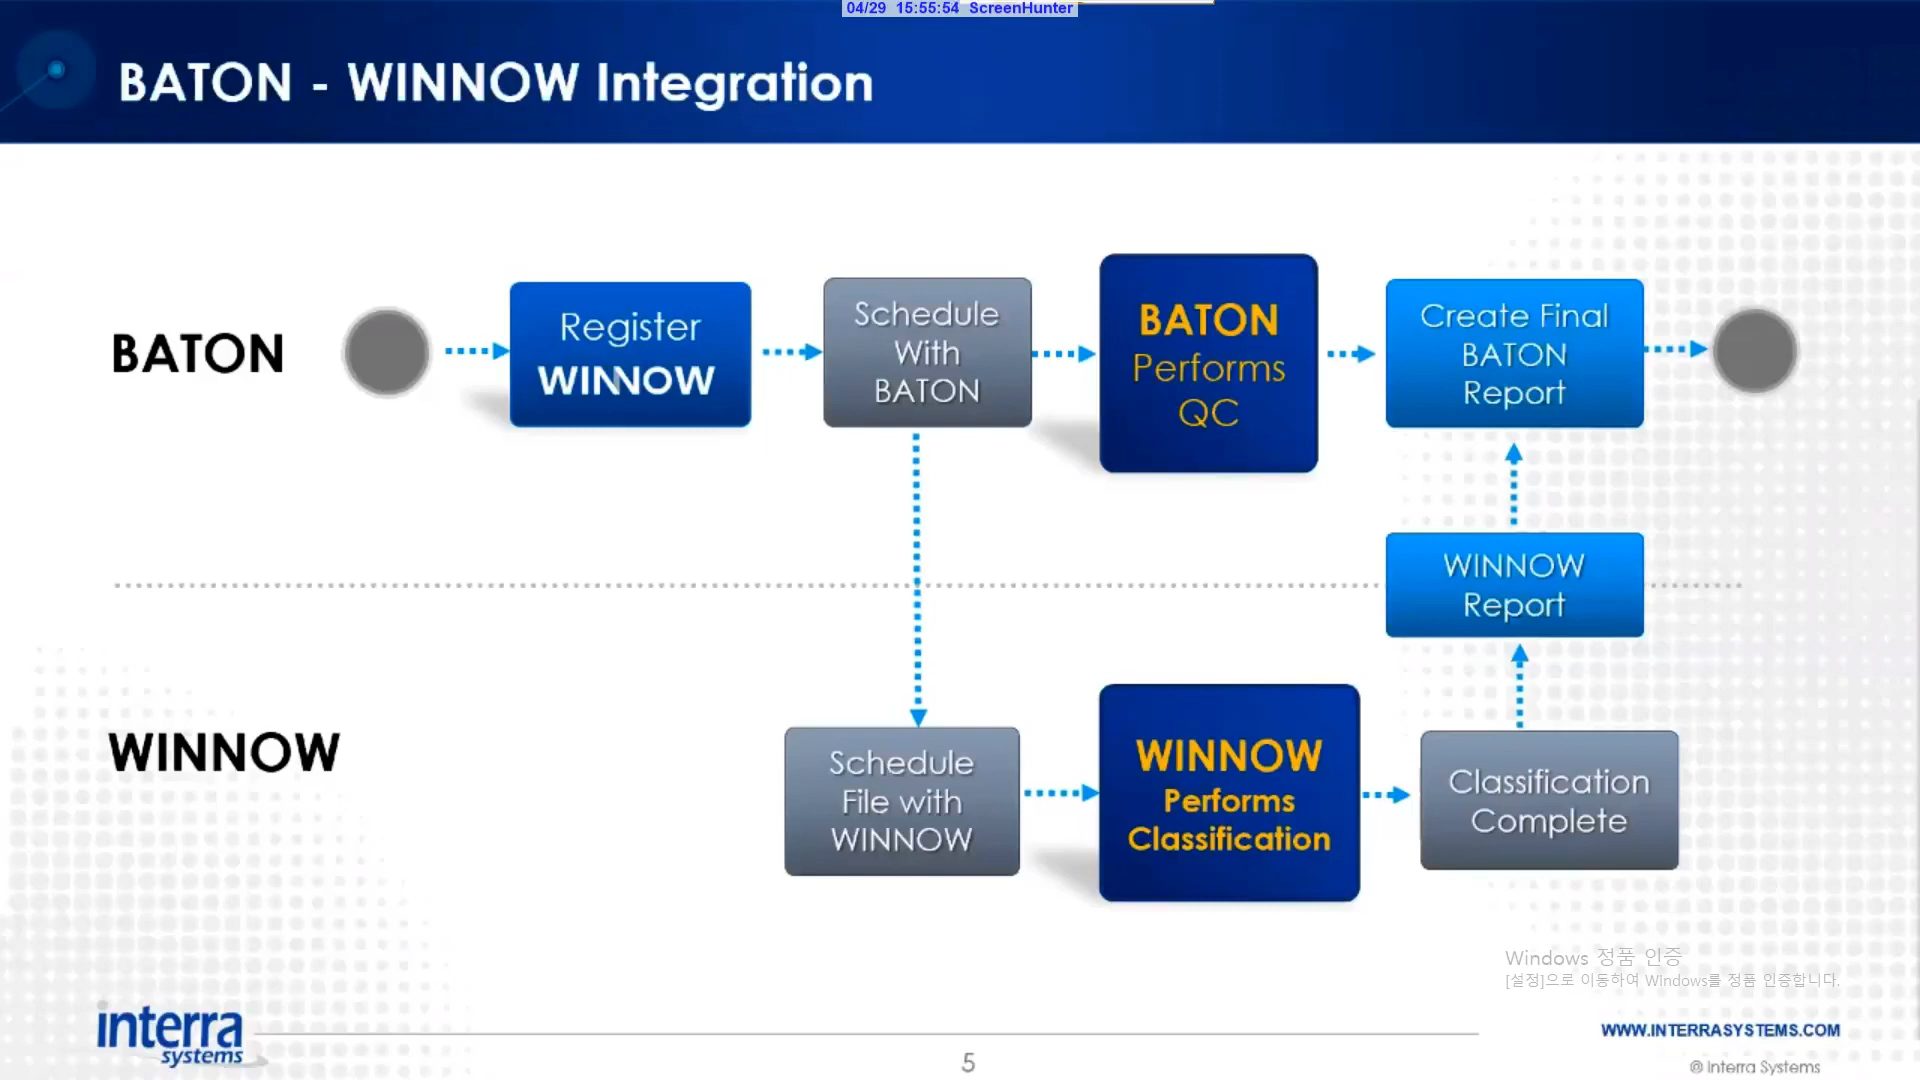 04/29 15:55:54 ScreenHunter
BATON - WINNOW Integration
BATON
Register
WINNOW
Schedule
With
BATON
BATON
Performs
QC
Create Final
BATON
Report
WINNOW
Report
WINNOW
Schedule
File with
WINNOW
WINNOW
Performs
Classification
Classification
Complete
Windows 정품 인증
[설정]으로 이동하여 Windows를 정품 인증합니다.
interra
systems
WWW.INTERRASYSTEMS.COM
5
@ Interra Systems